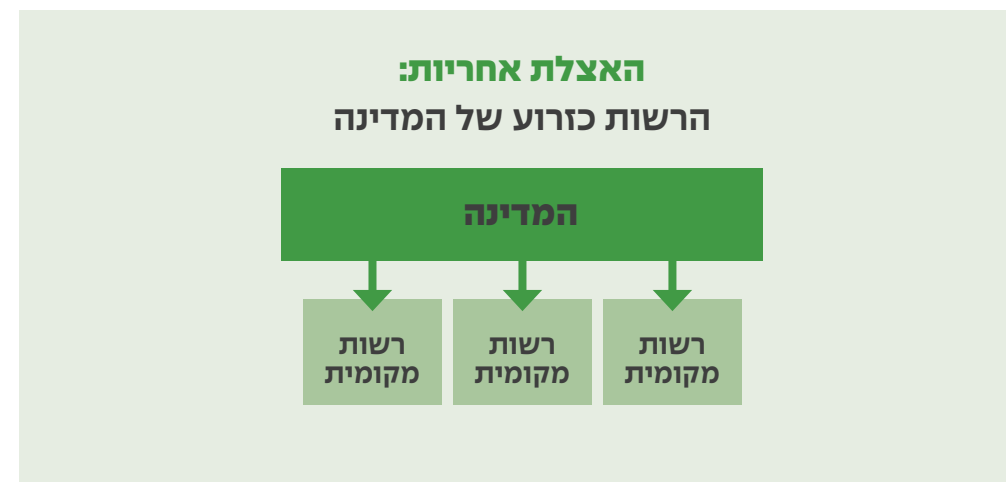 האצלת אחריות:
הרשות כזרוע של המדינה
המדינה
רשות
מקומית
רשות
מקומית
רשות
מקומית